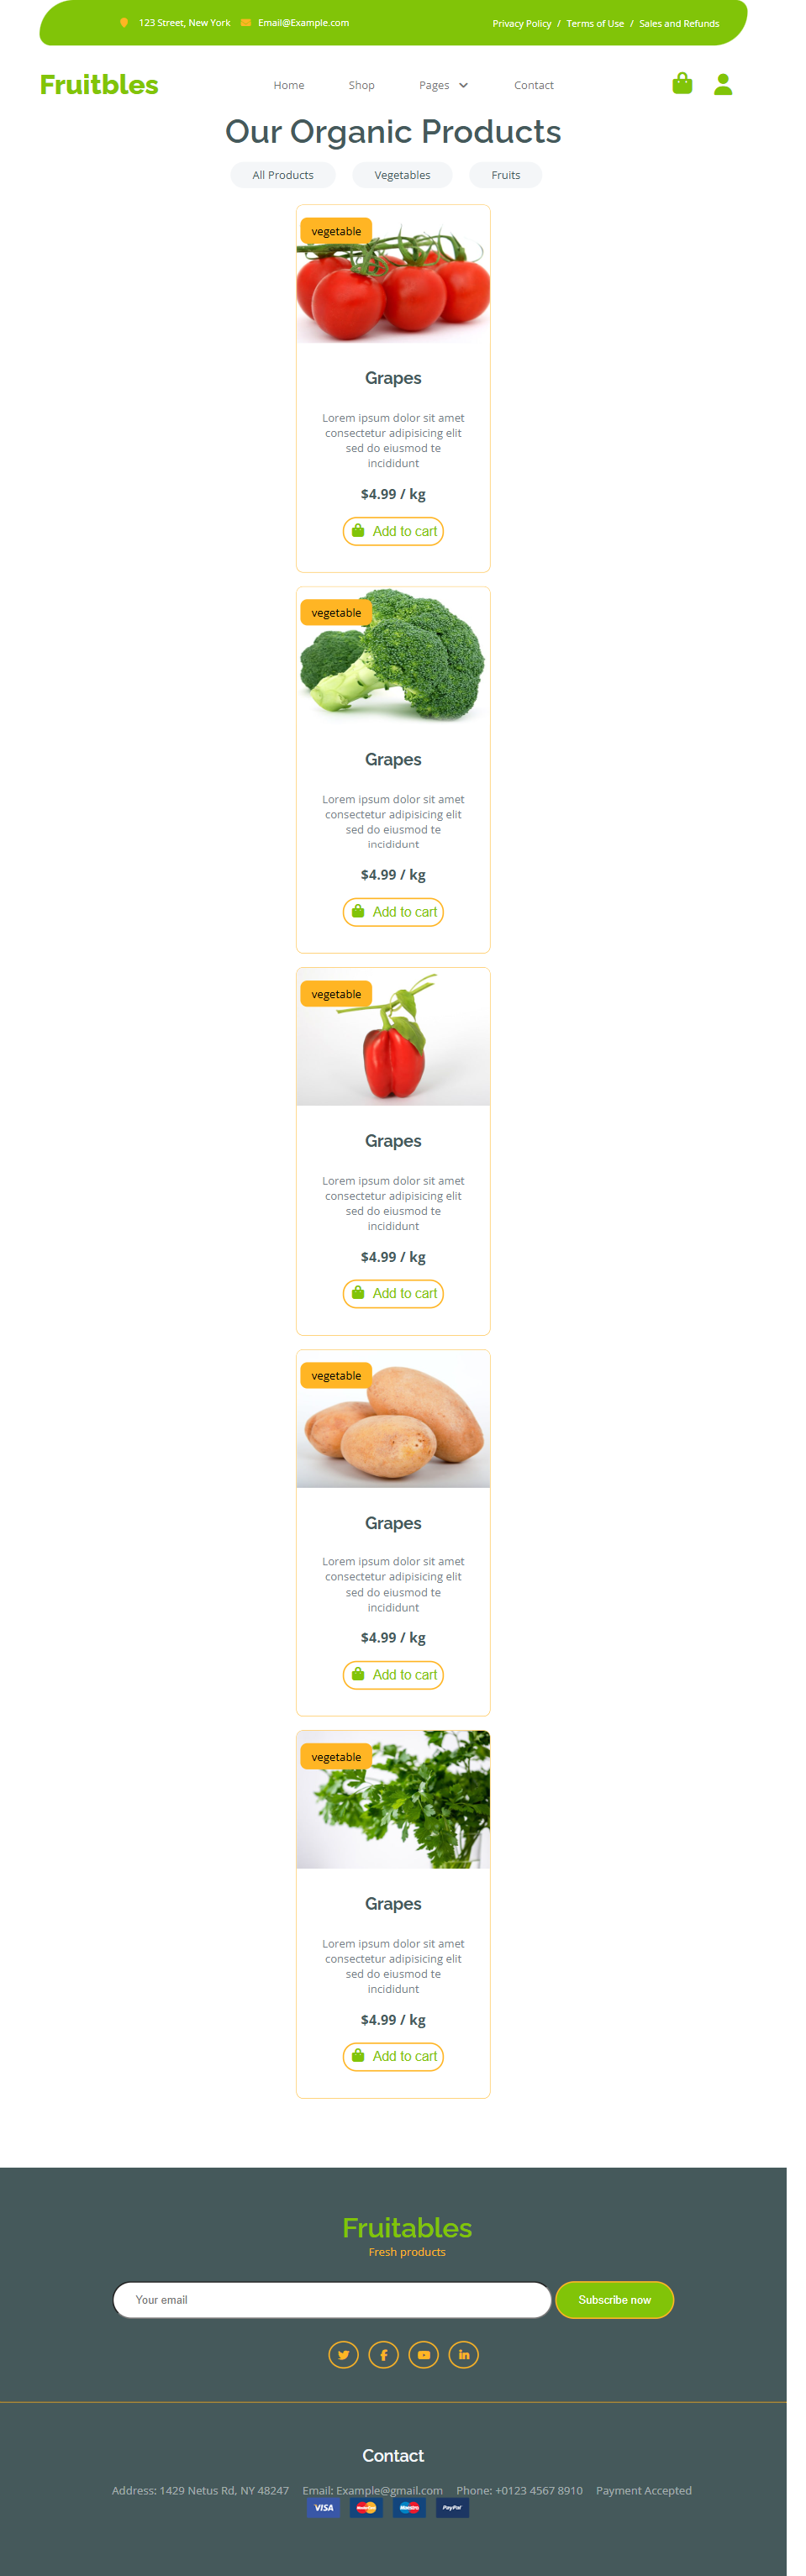 123 Street, New York Email@Example.com Privacy Policy / Terms of Use / Sales and Refunds
Fruitbles Home Shop Pages Contact
Our Organic Products
All Products Vegetables Fruits
vegetable
Grapes
Lorem ipsum dolor sit amet
consectetur adipisicing elit
sed do eiusmod te
incididunt
$4.99 / kg
Add to cart
vegetable
Grapes
Lorem ipsum dolor sit amet
consectetur adipisicing elit
sed do eiusmod te
incididunt
$4.99 / kg
Add to cart
vegetable
Grapes
Lorem ipsum dolor sit amet
consectetur adipisicing elit
sed do eiusmod te
incididunt
$4.99 / kg
Add to cart
vegetable
Grapes
Lorem ipsum dolor sit amet
consectetur adipisicing elit
sed do eiusmod te
incididunt
$4.99 / kg
Add to cart
vegetable
Grapes
Lorem ipsum dolor sit amet
consectetur adipisicing elit
sed do eiusmod te
incididunt
$4.99 / kg
Add to cart
Fruitables
Fresh products
Your email Subscribe now
Contact
Address: 1429 Netus Rd, NY 48247 Email: Example@gmail.com Phone: +0123 4567 8910 Payment Accepted
VISA MasterCard Maestro PayPal